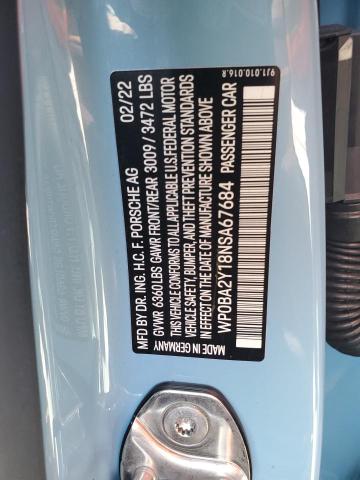 9J1.010.016.R
02/22
MFD BY DR. ING. H.C. F. PORSCHE AG
GVWR 6360 LBS GAWR FRONT/REAR 3009 / 3472 LBS
THIS VEHICLE CONFORMS TO ALL APPLICABLE U.S. FEDERAL MOTOR
VEHICLE SAFETY, BUMPER, AND THEFT PREVENTION STANDARDS
IN EFFECT ON THE DATE OF MANUFACTURE SHOWN ABOVE
WP0BA2Y18NSA67684 PASSENGER CAR
MADE IN GERMANY